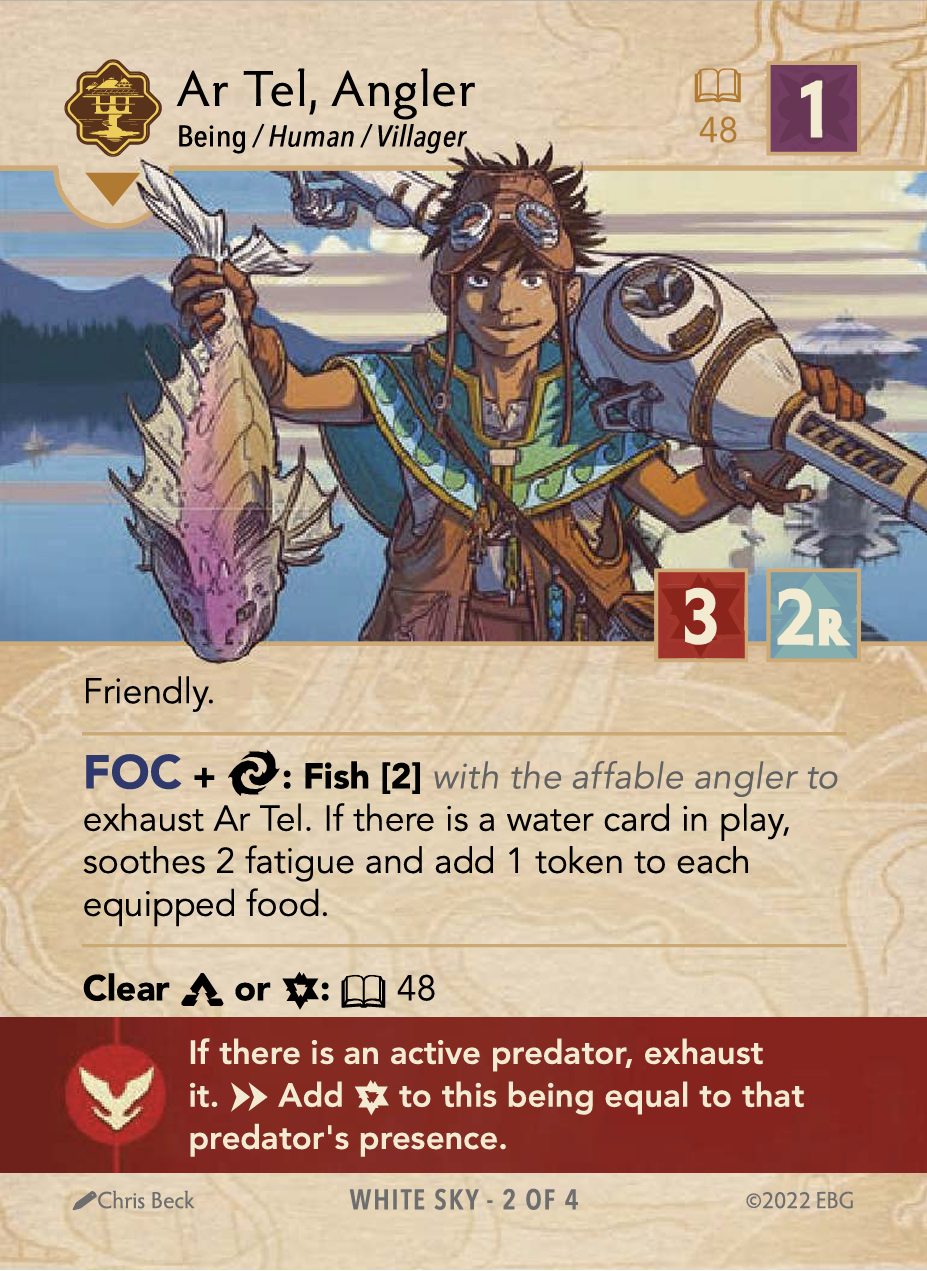 Ar Tel, Angler
Being / Human / Villager
48
1
3
2R
Friendly.
FOC + : Fish [2] with the affable angler to
exhaust Ar Tel. If there is a water card in play,
soothes 2 fatigue and add 1 token to each
equipped food.
Clear or : 48
If there is an active predator, exhaust
it. Add to this being equal to that
predator's presence.
Chris Beck
WHITE SKY - 2 OF 4
©2022 EBG